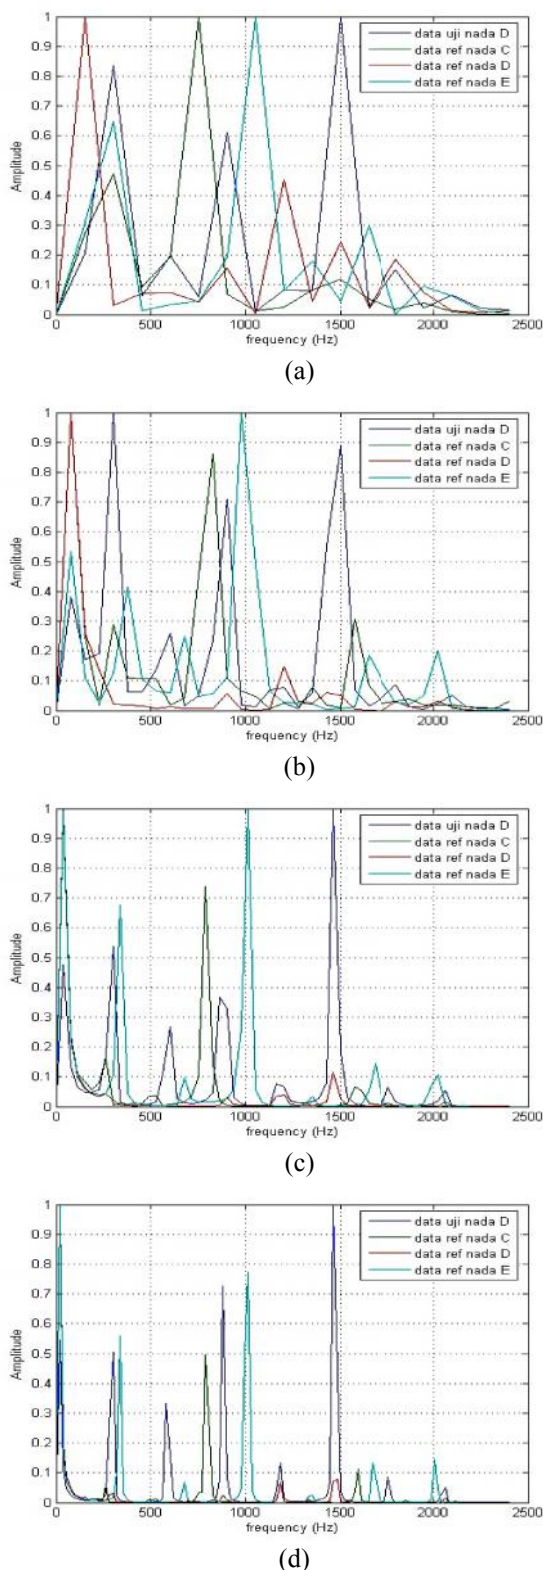 1
0.9
0.8
0.7
0.6
0.5
0.4
0.3
0.2
0.1
0
Amplitude
data uji nada D
data ref nada C
data ref nada D
data ref nada E
0 500 1000 1500 2000 2500
frequency (Hz)
(a)
1
0.9
0.8
0.7
0.6
0.5
0.4
0.3
0.2
0.1
0
Amplitude
data uji nada D
data ref nada C
data ref nada D
data ref nada E
0 500 1000 1500 2000 2500
frequency (Hz)
(b)
1
0.9
0.8
0.7
0.6
0.5
0.4
0.3
0.2
0.1
0
Amplitude
data uji nada D
data ref nada C
data ref nada D
data ref nada E
0 500 1000 1500 2000 2500
frequency (Hz)
(c)
1
0.9
0.8
0.7
0.6
0.5
0.4
0.3
0.2
0.1
0
Amplitude
data uji nada D
data ref nada C
data ref nada D
data ref nada E
0 500 1000 1500 2000 2500
frequency (Hz)
(d)